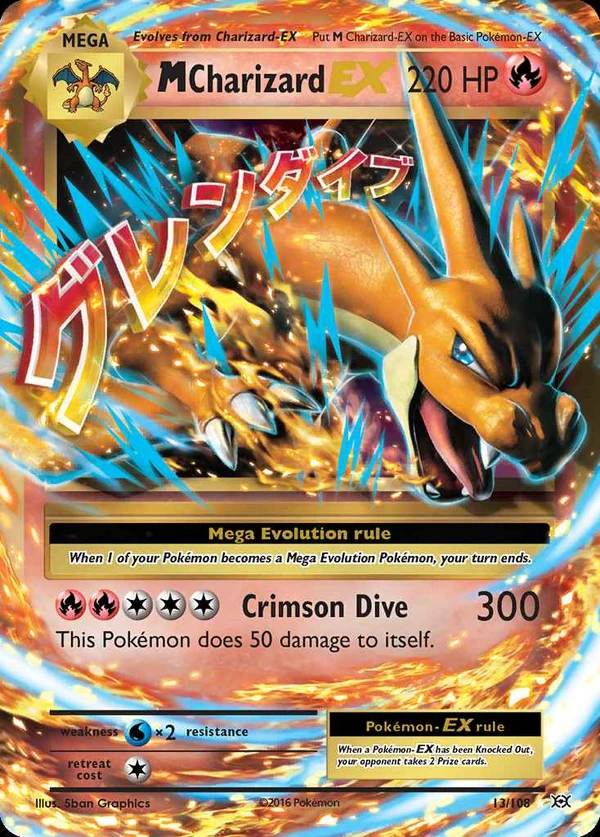 MEGA
Evolves from Charizard-EX Put M Charizard-EX on the Basic Pokémon-EX
M Charizard EX 220 HP
グレンダイブ
Mega Evolution rule
When 1 of your Pokémon becomes a Mega Evolution Pokémon, your turn ends.
Crimson Dive 300
This Pokémon does 50 damage to itself.
weakness ×2 resistance
retreat
cost
Pokémon-EX rule
When a Pokémon-EX has been Knocked Out,
your opponent takes 2 Prize cards.
Illus. 5ban Graphics ©2016 Pokémon 13/108